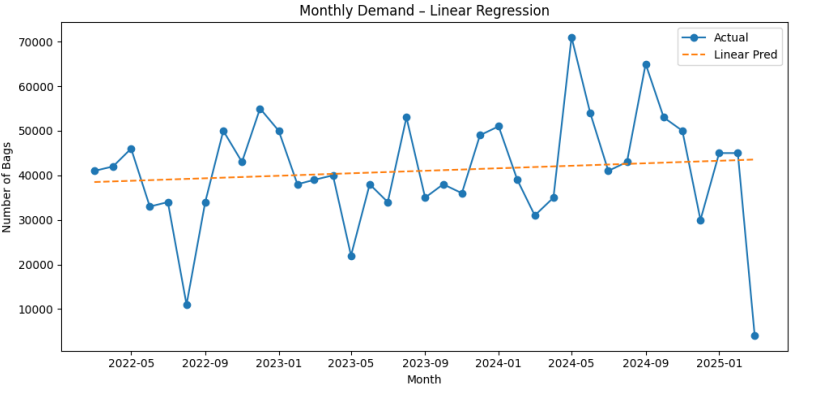 Monthly Demand – Linear Regression
Actual
Linear Pred
Number of Bags
70000
60000
50000
40000
30000
20000
10000
2022-05 2022-09 2023-01 2023-05 2023-09 2024-01 2024-05 2024-09 2025-01
Month